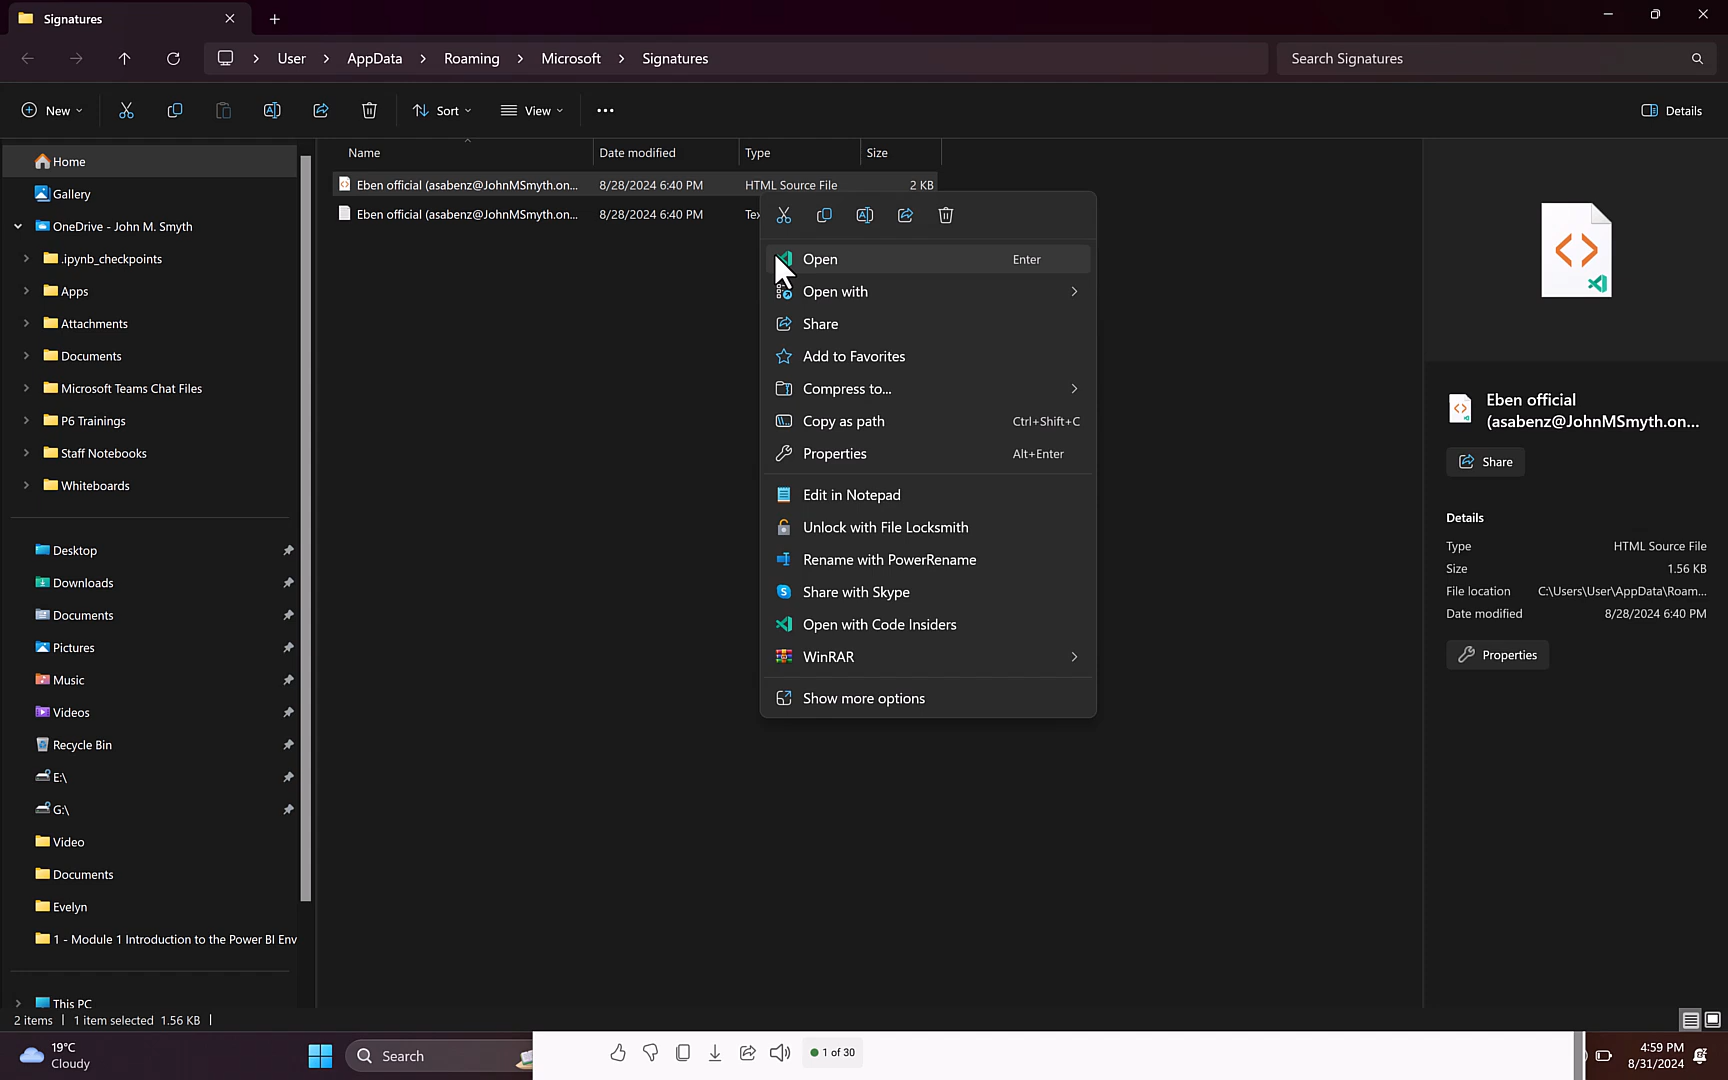 Signatures
User > AppData > Roaming > Microsoft > Signatures
Search Signatures
New
Sort
View
Details
Home
Gallery
OneDrive - John M. Smyth
.ipynb_checkpoints
Apps
Attachments
Documents
Microsoft Teams Chat Files
P6 Trainings
Staff Notebooks
Whiteboards
Desktop
Downloads
Documents
Pictures
Music
Videos
Recycle Bin
E:\
G:\
Video
Documents
Evelyn
1 - Module 1 Introduction to the Power BI Env
This PC
Name Date modified Type Size
Eben official (asabenz@JohnMSmyth.on... 8/28/2024 6:40 PM HTML Source File 2 KB
Eben official (asabenz@JohnMSmyth.on... 8/28/2024 6:40 PM
Open Enter
Open with
Share
Add to Favorites
Compress to...
Copy as path Ctrl+Shift+C
Properties Alt+Enter
Edit in Notepad
Unlock with File Locksmith
Rename with PowerRename
Share with Skype
Open with Code Insiders
WinRAR
Show more options
Eben official
(asabenz@JohnMSmyth.on...
Share
Details
Type HTML Source File
Size 1.56 KB
File location C:\Users\User\AppData\Roam...
Date modified 8/28/2024 6:40 PM
Properties
2 items | 1 item selected 1.56 KB |
19°C
Cloudy
Search
1 of 30
4:59 PM
8/31/2024